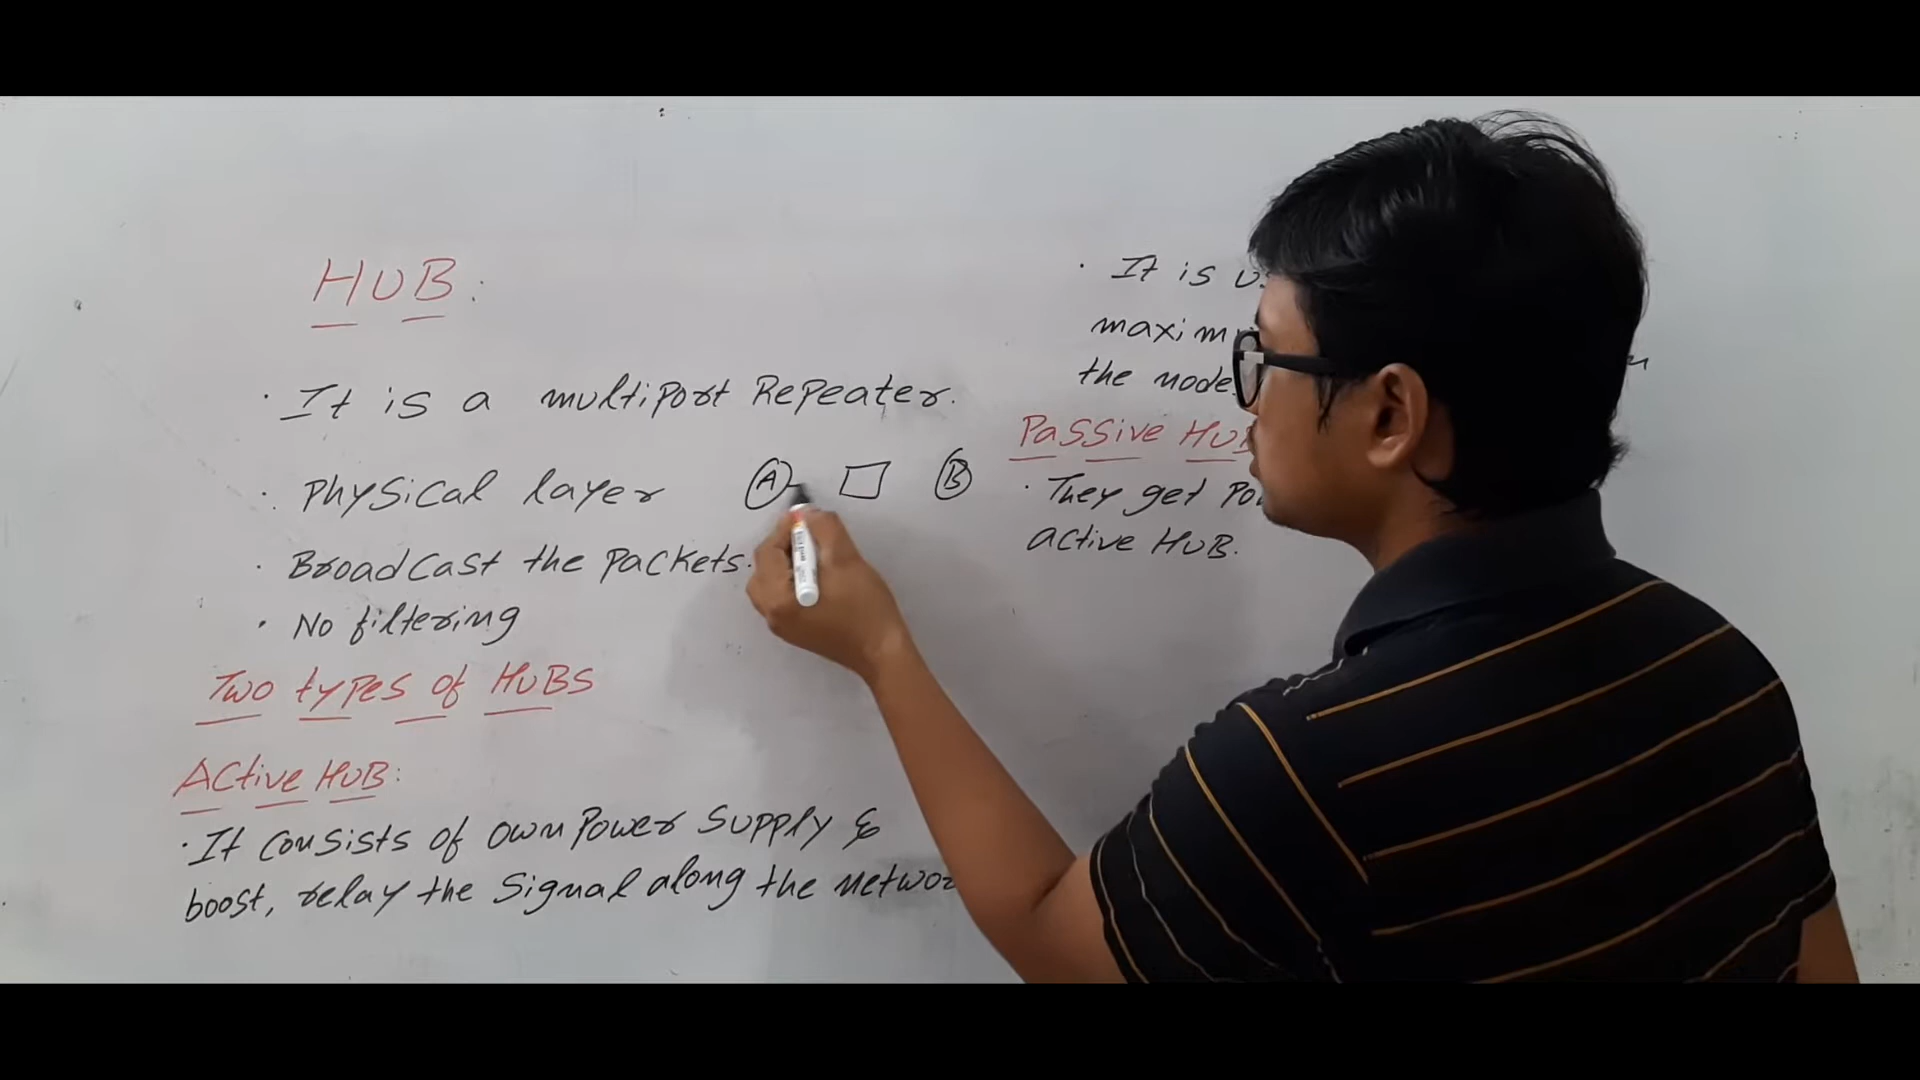 HUB:
· It is a multiport Repeater.
· Physical layer
A B
· Broadcast the Packets.
· No filtering
Two types of HUBS
Active HUB:
· It consists of own Power Supply &
boost, relay the Signal along the
· It is
the
Passive
· They get
active HUB.